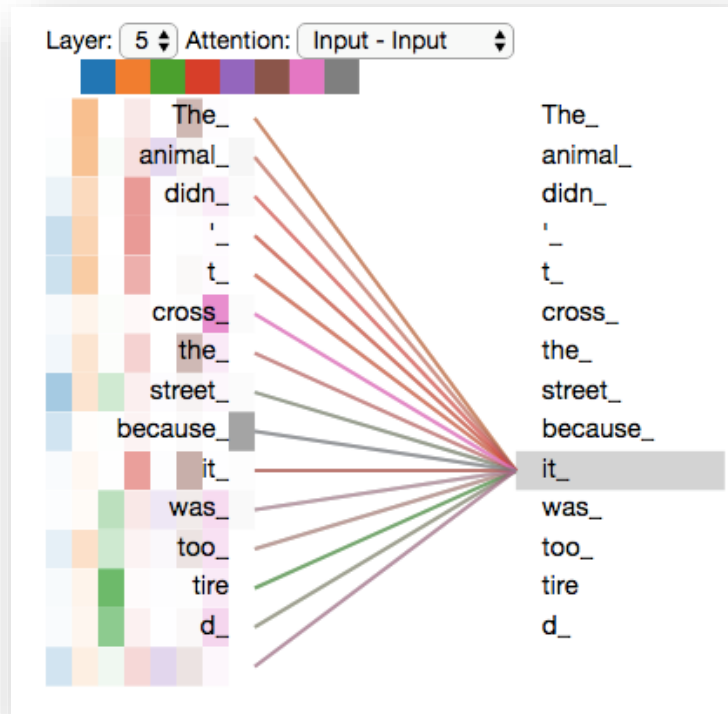 Layer: 5 Attention: Input - Input
The_ The_
animal_ animal_
didn_ didn_
'_ '_
t_ t_
cross_ cross_
the_ the_
street_ street_
because_ because_
it_ it_
was_ was_
too_ too_
tire tire
d_ d_